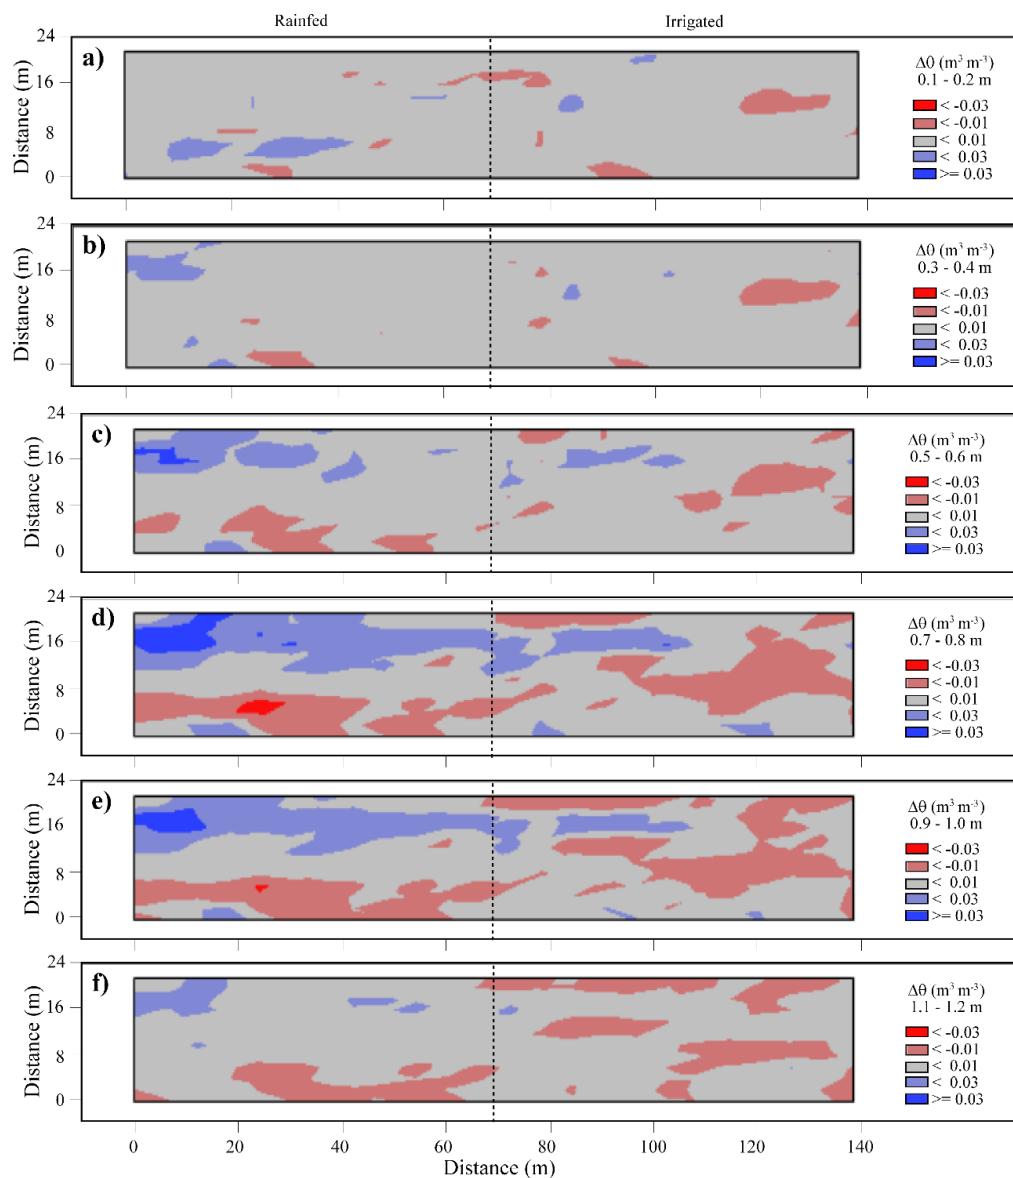 Rainfed Irrigated
24
16
8
0
Distance (m)
a)
Δθ (m³ m⁻³)
0.1 - 0.2 m
< -0.03
< -0.01
< 0.01
< 0.03
>= 0.03
24
16
8
0
Distance (m)
b)
Δθ (m³ m⁻³)
0.3 - 0.4 m
< -0.03
< -0.01
< 0.01
< 0.03
>= 0.03
24
16
8
0
Distance (m)
c)
Δθ (m³ m⁻³)
0.5 - 0.6 m
< -0.03
< -0.01
< 0.01
< 0.03
>= 0.03
24
16
8
0
Distance (m)
d)
Δθ (m³ m⁻³)
0.7 - 0.8 m
< -0.03
< -0.01
< 0.01
< 0.03
>= 0.03
24
16
8
0
Distance (m)
e)
Δθ (m³ m⁻³)
0.9 - 1.0 m
< -0.03
< -0.01
< 0.01
< 0.03
>= 0.03
24
16
8
0
Distance (m)
f)
Δθ (m³ m⁻³)
1.1 - 1.2 m
< -0.03
< -0.01
< 0.01
< 0.03
>= 0.03
0 20 40 60 80 100 120 140
Distance (m)